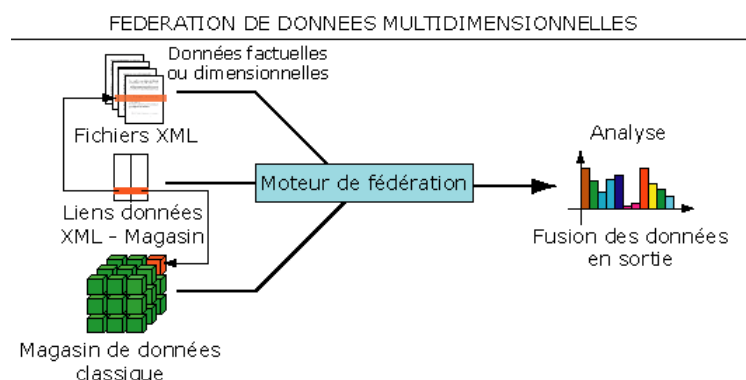 FEDERATION DE DONNEES MULTIDIMENSIONNELLES
Données factuelles
ou dimensionnelles
Fichiers XML
Liens données
XML - Magasin
Magasin de données
classique
Moteur de fédération
Analyse
Fusion des données
en sortie